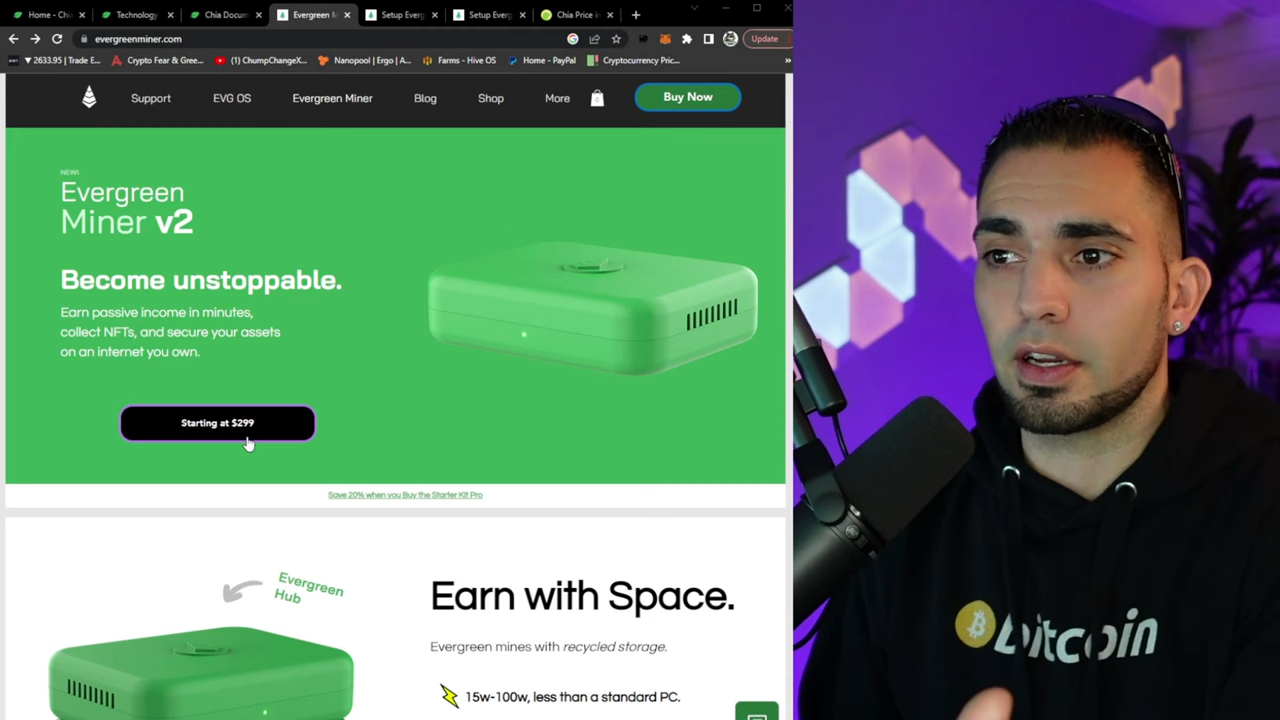 Home - Chi
Technology
Chia Docum
Evergreen M
Setup Everg
Setup Everg
Chia Price in
evergreenminer.com
Update
▼2633.95 | Trade E...
Crypto Fear & Gree...
(1) ChumpChangeX...
Nanopool | Ergo | A...
Farms - Hive OS
Home - PayPal
Cryptocurrency Pric...
»
Support
EVG OS
Evergreen Miner
Blog
Shop
More
0
Buy Now
NEW!
Evergreen
Miner v2
Become unstoppable.
Earn passive income in minutes,
collect NFTs, and secure your assets
on an internet you own.
Starting at $299
Save 20% when you Buy the Starter Kit Pro
Evergreen
Hub
Earn with Space.
Evergreen mines with recycled storage.
15w-100w, less than a standard PC.
bitcoin